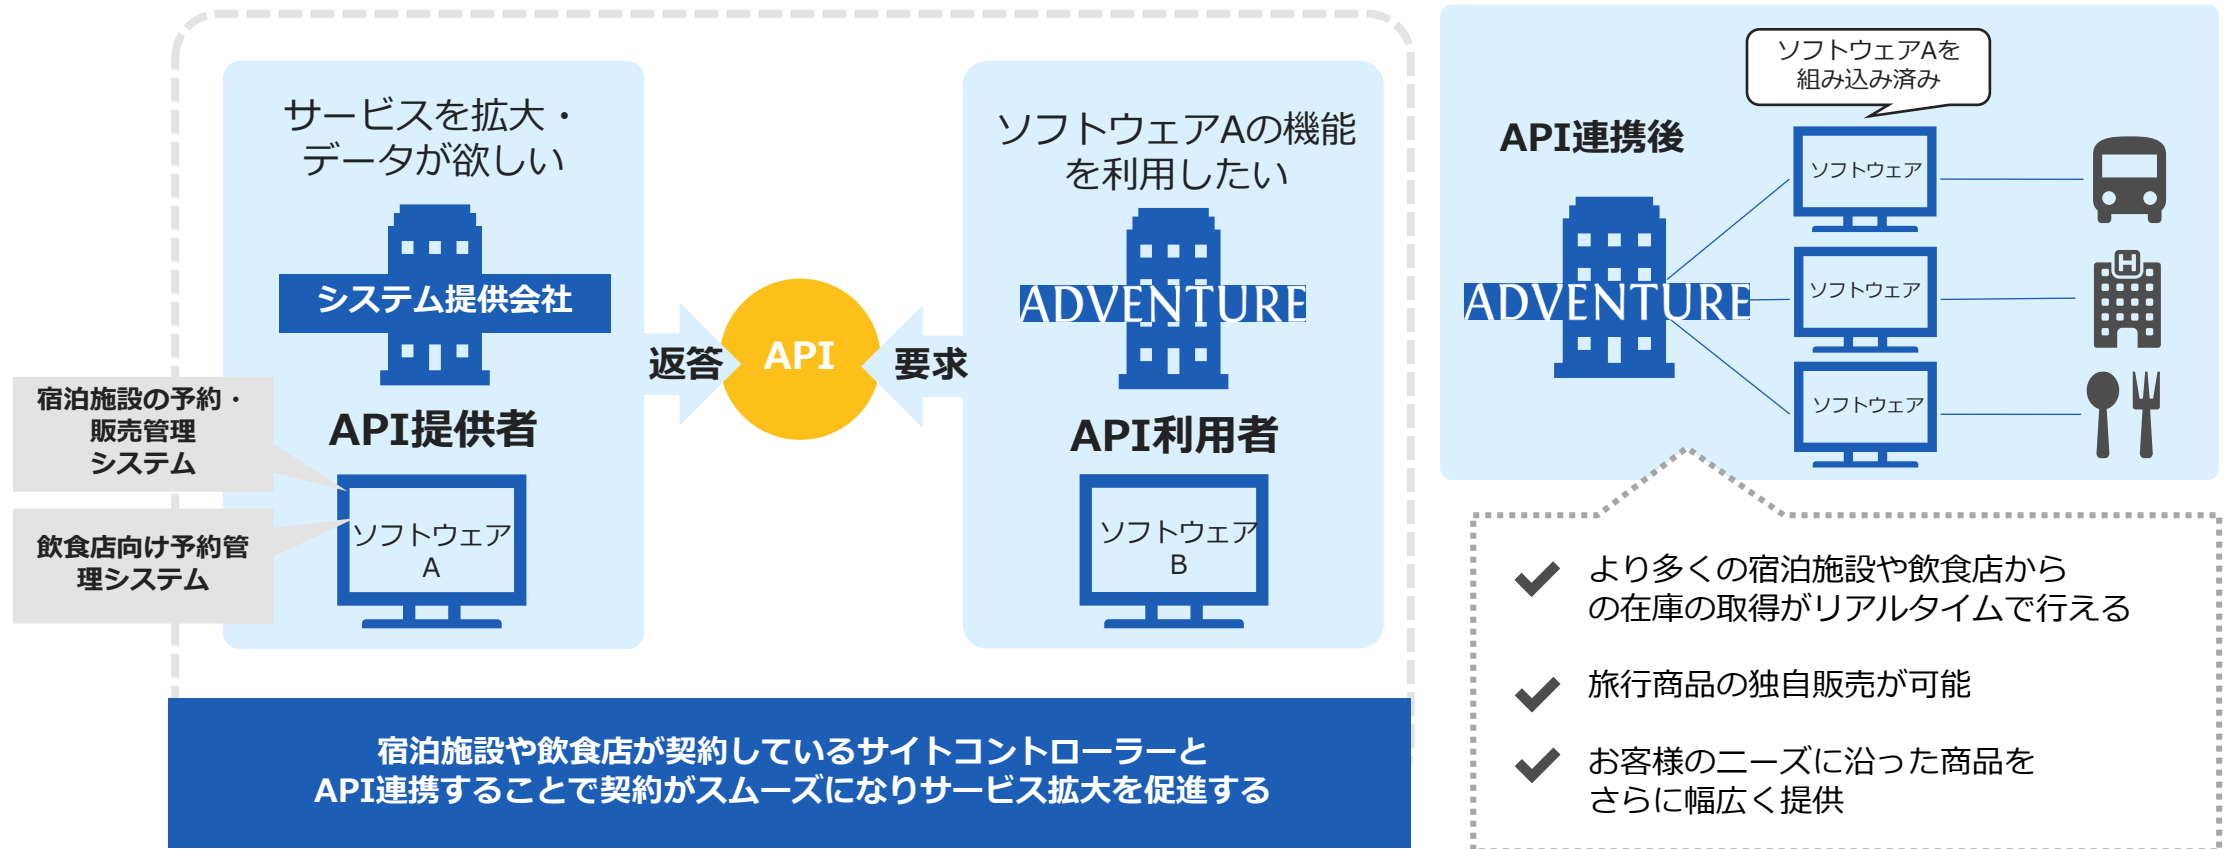 サービスを拡大・
データが欲しい
システム提供会社
API提供者
ソフトウェア
A
宿泊施設の予約・
販売管理
システム
飲食店向け予約管
理システム
返答
API
要求
ソフトウェアAの機能
を利用したい
ADVENTURE
API利用者
ソフトウェア
B
宿泊施設や飲食店が契約しているサイトコントローラーと
API連携することで契約がスムーズになりサービス拡大を促進する
ソフトウェアAを
組み込み済み
API連携後
ADVENTURE
ソフトウェア
ソフトウェア
ソフトウェア
H
より多くの宿泊施設や飲食店から
の在庫の取得がリアルタイムで行える
旅行商品の独自販売が可能
お客様のニーズに沿った商品を
さらに幅広く提供